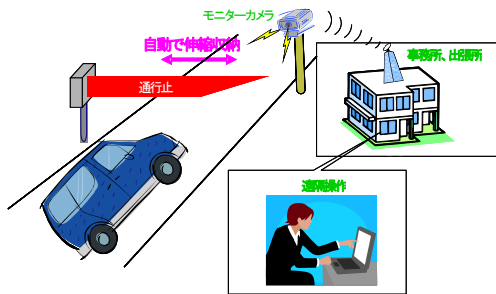 モニターカメラ
自動で伸縮収納
事務所、出張所
通行止
遠隔操作